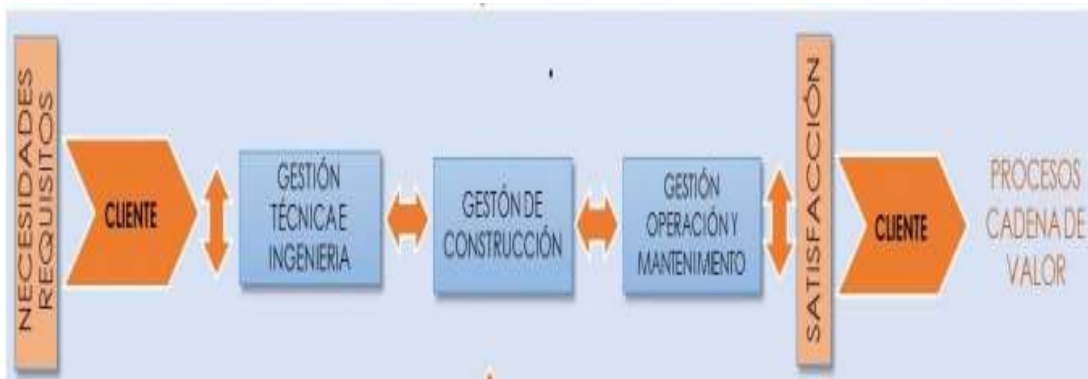 NECESIDADES
REQUISITOS
CLIENTE
GESTIÓN
TÉCNICA E
INGENIERIA
GESTÓN DE
CONSTRUCCIÓN
GESTIÓN
OPERACIÓN Y
MANTENIMIENTO
SATISFACCIÓN
CLIENTE
PROCESOS
CADENA DE
VALOR